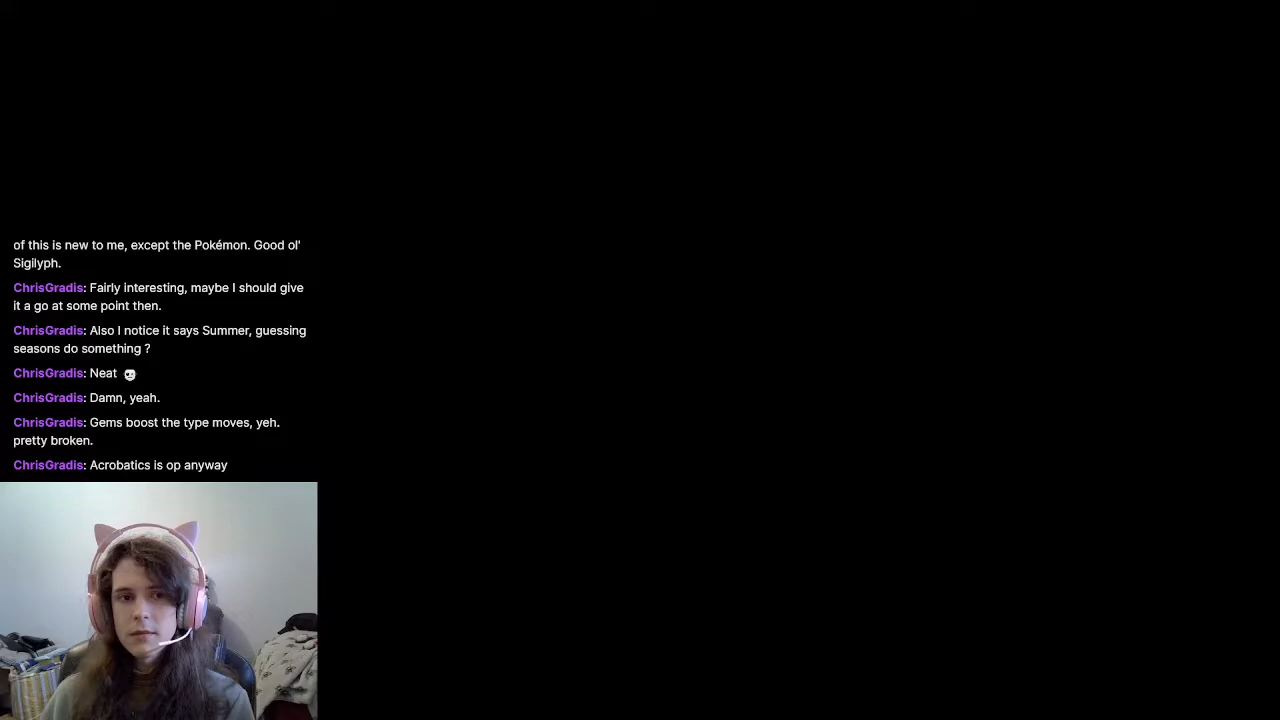 of this is new to me, except the Pokémon. Good ol'
Sigilyph.
ChrisGradis: Fairly interesting, maybe I should give
it a go at some point then.
ChrisGradis: Also I notice it says Summer, guessing
seasons do something ?
ChrisGradis: Neat
ChrisGradis: Damn, yeah.
ChrisGradis: Gems boost the type moves, yeh.
pretty broken.
ChrisGradis: Acrobatics is op anyway